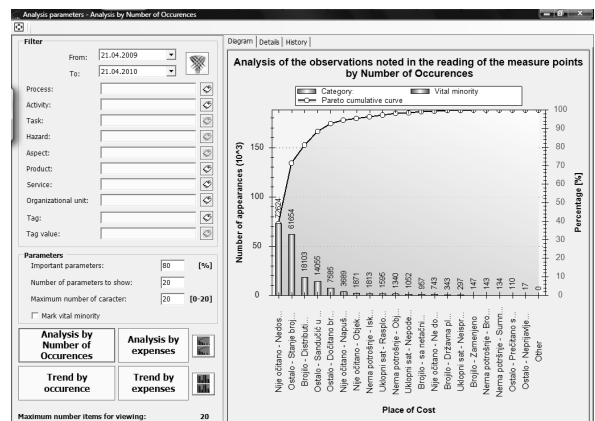 Analysis parameters - Analysis by Number of Occurences
Filter
From: 21.04.2009
To: 21.04.2010
Process:
Activity:
Task:
Hazard:
Aspect:
Product:
Service:
Organizational unit:
Tag:
Tag value:
Parameters
Important parameters: 80 [%]
Number of parameters to show: 20
Maximum number of caracter: 20 [0-20]
Mark vital minority
Analysis by Number of Occurences
Analysis by expenses
Trend by occurence
Trend by expenses
Maximum number items for viewing: 20
Diagram Details History
Analysis of the observations noted in the reading of the measure points
by Number of Occurences
Category: Vital minority
Pareto cumulative curve
Number of appearances (10^3)
150
100
50
0
Percentage [%]
100
90
80
70
60
50
40
30
20
10
0
72624
61654
18103
14055
7585
3689
1871
1813
1595
1340
1052
957
743
343
297
147
143
134
110
17
0
Nije očitano - Nedos...
Ostalo - Stanje broj...
Brojilo - Distributi...
Ostalo - Sandučić u ...
Ostalo - Dočitano br...
Nije očitano - Napuš...
Nije očitano - Objek...
Nema potrošnje - Isk...
Uklopni sat - Rasplo...
Nema potrošnje - Obj...
Uklopni sat - Nepode...
Brojilo - sa netačni...
Nije očitano - Ne do...
Brojilo - Državna pl...
Uklopni sat - Neispr...
Brojilo - Zamenjeno ...
Nema potrošnje - Bro...
Nema potršnje - Sumn...
Ostalo - Prečitano s...
Ostalo - Neprijavlje...
Other
Place of Cost